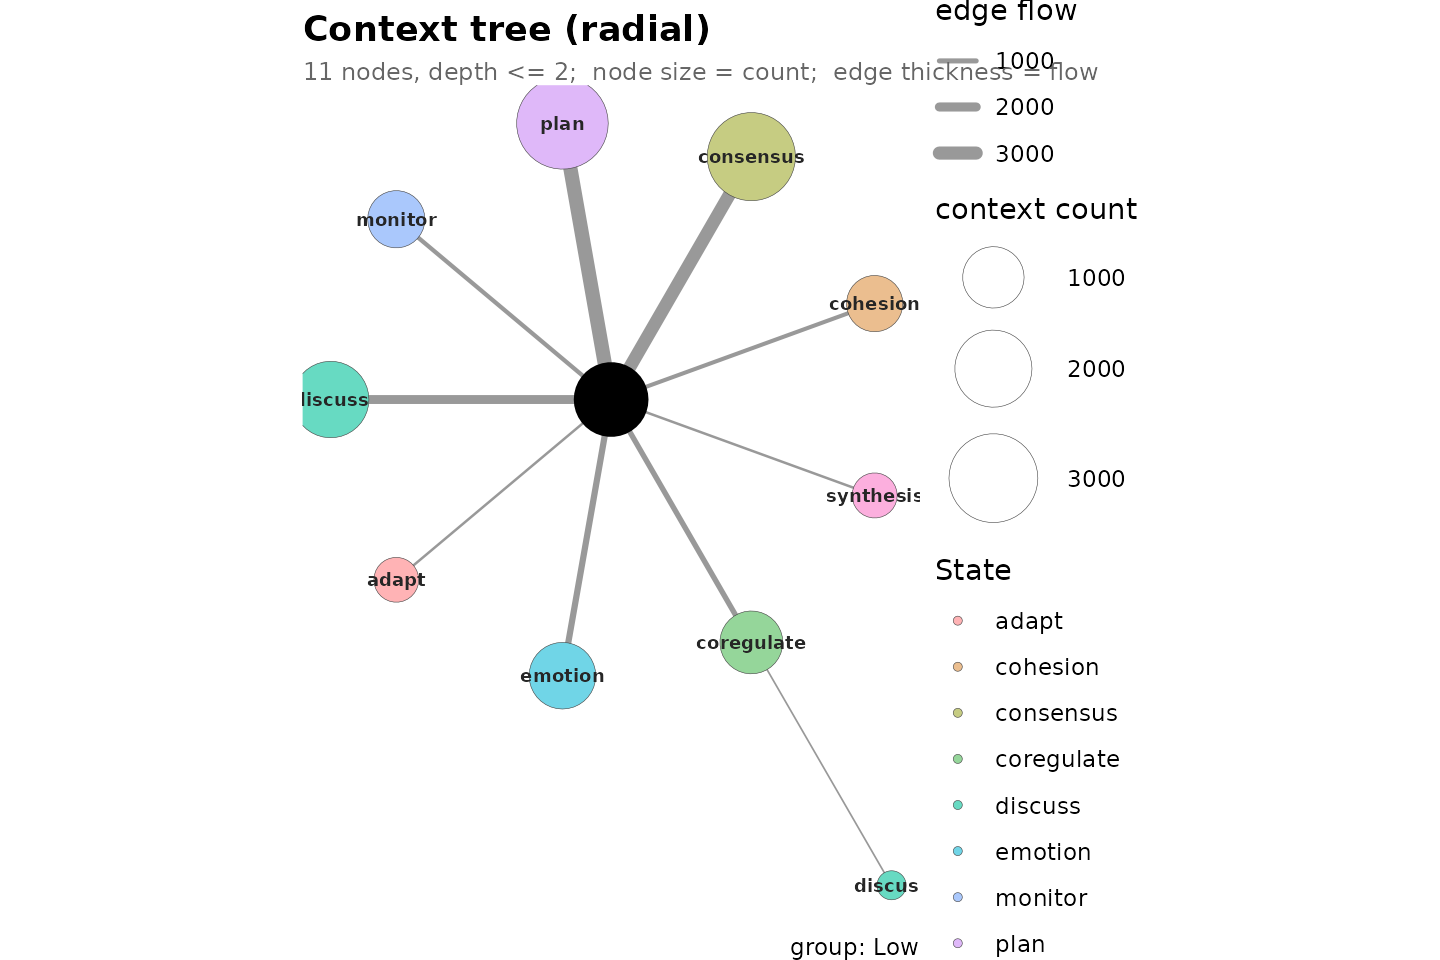 Context tree (radial)
11 nodes, depth <= 2;  node size = count;  edge thickness = flow
plan
consensus
monitor
cohesion
discuss
synthesis
adapt
coregulate
emotion
discus
group: Low
edge flow
1000
2000
3000
context count
1000
2000
3000
State
adapt
cohesion
consensus
coregulate
discuss
emotion
monitor
plan